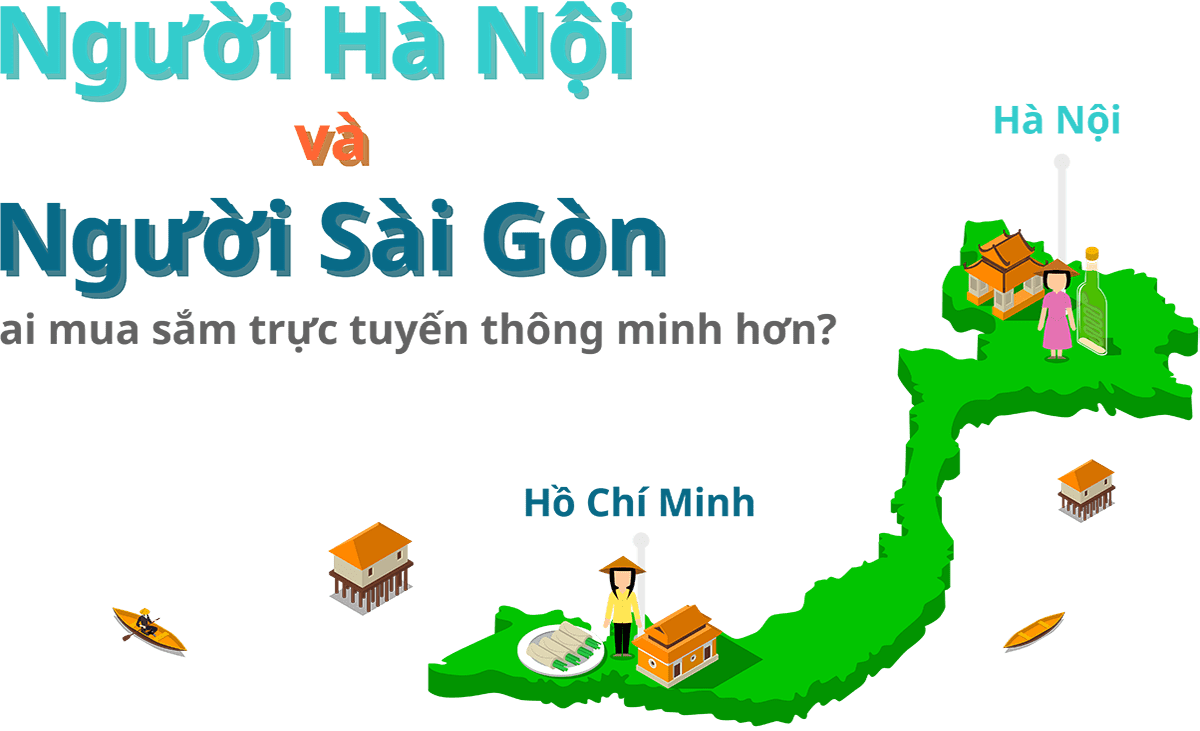 Người Hà Nội
và
Người Sài Gòn
ai mua sắm trực tuyến thông minh hơn?
Hà Nội
Hồ Chí Minh